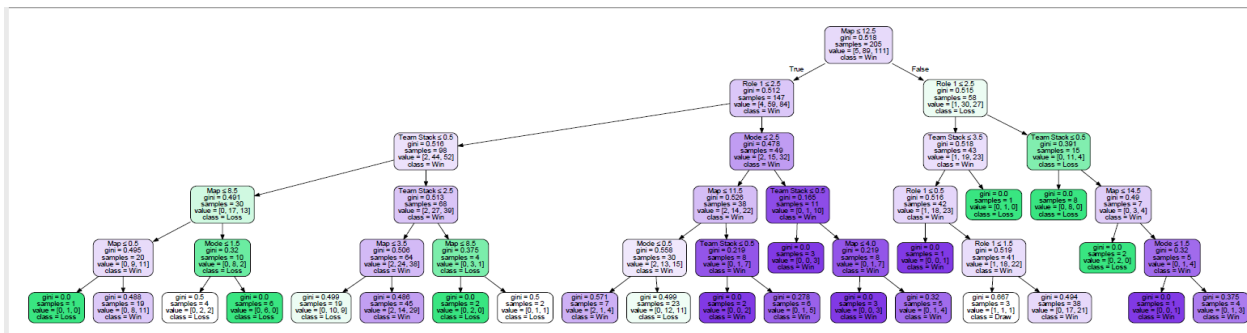 Map ≤ 12.5
gini = 0.518
samples = 205
value = [5, 89, 111]
class = Win
True
False
Role 1 ≤ 2.5
gini = 0.512
samples = 147
value = [4, 59, 84]
class = Win
Role 1 ≤ 2.5
gini = 0.515
samples = 58
value = [1, 30, 27]
class = Loss
Team Stack ≤ 0.5
gini = 0.516
samples = 98
value = [2, 44, 52]
class = Win
Mode ≤ 2.5
gini = 0.478
samples = 49
value = [2, 15, 32]
class = Win
Team Stack ≤ 3.5
gini = 0.518
samples = 43
value = [1, 19, 23]
class = Win
Team Stack ≤ 0.5
gini = 0.391
samples = 15
value = [0, 11, 4]
class = Loss
Map ≤ 8.5
gini = 0.491
samples = 30
value = [0, 17, 13]
class = Loss
Team Stack ≤ 2.5
gini = 0.513
samples = 68
value = [2, 27, 39]
class = Win
Map ≤ 11.5
gini = 0.526
samples = 38
value = [2, 14, 22]
class = Win
Team Stack ≤ 0.5
gini = 0.165
samples = 11
value = [0, 1, 10]
class = Win
Role 1 ≤ 0.5
gini = 0.516
samples = 42
value = [1, 18, 23]
class = Win
gini = 0.0
samples = 1
value = [0, 1, 0]
class = Loss
gini = 0.0
samples = 8
value = [0, 8, 0]
class = Loss
Map ≤ 14.5
gini = 0.49
samples = 7
value = [0, 3, 4]
class = Win
Map ≤ 0.5
gini = 0.495
samples = 20
value = [0, 9, 11]
class = Win
Mode ≤ 1.5
gini = 0.32
samples = 10
value = [0, 8, 2]
class = Loss
Map ≤ 3.5
gini = 0.506
samples = 64
value = [2, 24, 38]
class = Win
Map ≤ 8.5
gini = 0.375
samples = 4
value = [0, 3, 1]
class = Loss
Mode ≤ 0.5
gini = 0.558
samples = 30
value = [2, 13, 15]
class = Win
Team Stack ≤ 0.5
gini = 0.219
samples = 8
value = [0, 1, 7]
class = Win
gini = 0.0
samples = 3
value = [0, 0, 3]
class = Win
Map ≤ 4.0
gini = 0.219
samples = 8
value = [0, 1, 7]
class = Win
gini = 0.0
samples = 1
value = [0, 0, 1]
class = Win
Role 1 ≤ 1.5
gini = 0.519
samples = 41
value = [1, 18, 22]
class = Win
gini = 0.0
samples = 2
value = [0, 2, 0]
class = Loss
Mode ≤ 1.5
gini = 0.32
samples = 5
value = [0, 1, 4]
class = Win
gini = 0.0
samples = 1
value = [0, 1, 0]
class = Loss
gini = 0.488
samples = 19
value = [0, 8, 11]
class = Win
gini = 0.5
samples = 4
value = [0, 2, 2]
class = Loss
gini = 0.0
samples = 6
value = [0, 6, 0]
class = Loss
gini = 0.499
samples = 19
value = [0, 10, 9]
class = Loss
gini = 0.486
samples = 45
value = [2, 14, 29]
class = Win
gini = 0.0
samples = 2
value = [0, 2, 0]
class = Loss
gini = 0.5
samples = 2
value = [0, 1, 1]
class = Loss
gini = 0.571
samples = 7
value = [2, 1, 4]
class = Win
gini = 0.499
samples = 23
value = [0, 12, 11]
class = Loss
gini = 0.0
samples = 2
value = [0, 0, 2]
class = Win
gini = 0.278
samples = 6
value = [0, 1, 5]
class = Win
gini = 0.0
samples = 3
value = [0, 0, 3]
class = Win
gini = 0.32
samples = 5
value = [0, 1, 4]
class = Win
gini = 0.667
samples = 3
value = [1, 1, 1]
class = Draw
gini = 0.494
samples = 38
value = [0, 17, 21]
class = Win
gini = 0.0
samples = 1
value = [0, 0, 1]
class = Win
gini = 0.375
samples = 4
value = [0, 1, 3]
class = Win